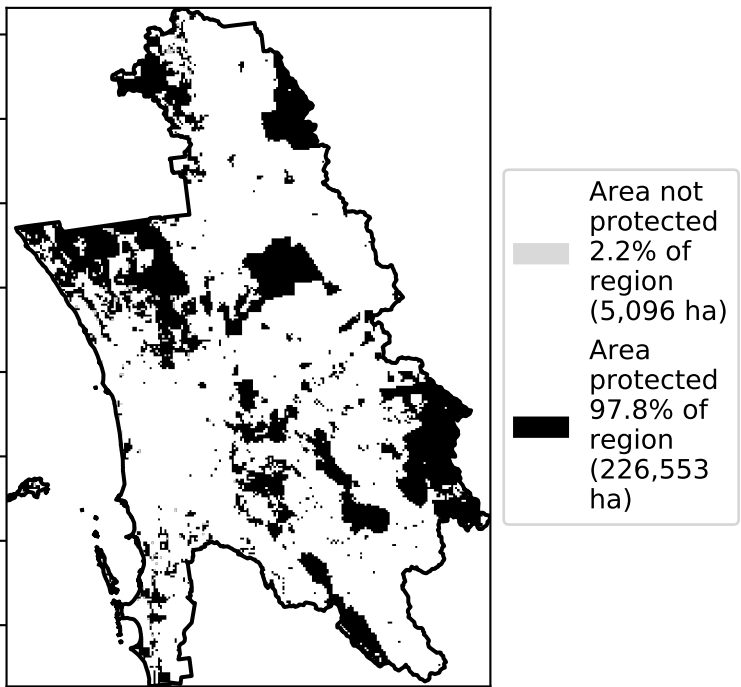 Area not
protected
2.2% of
region
(5,096 ha)
Area
protected
97.8% of
region
(226,553
ha)